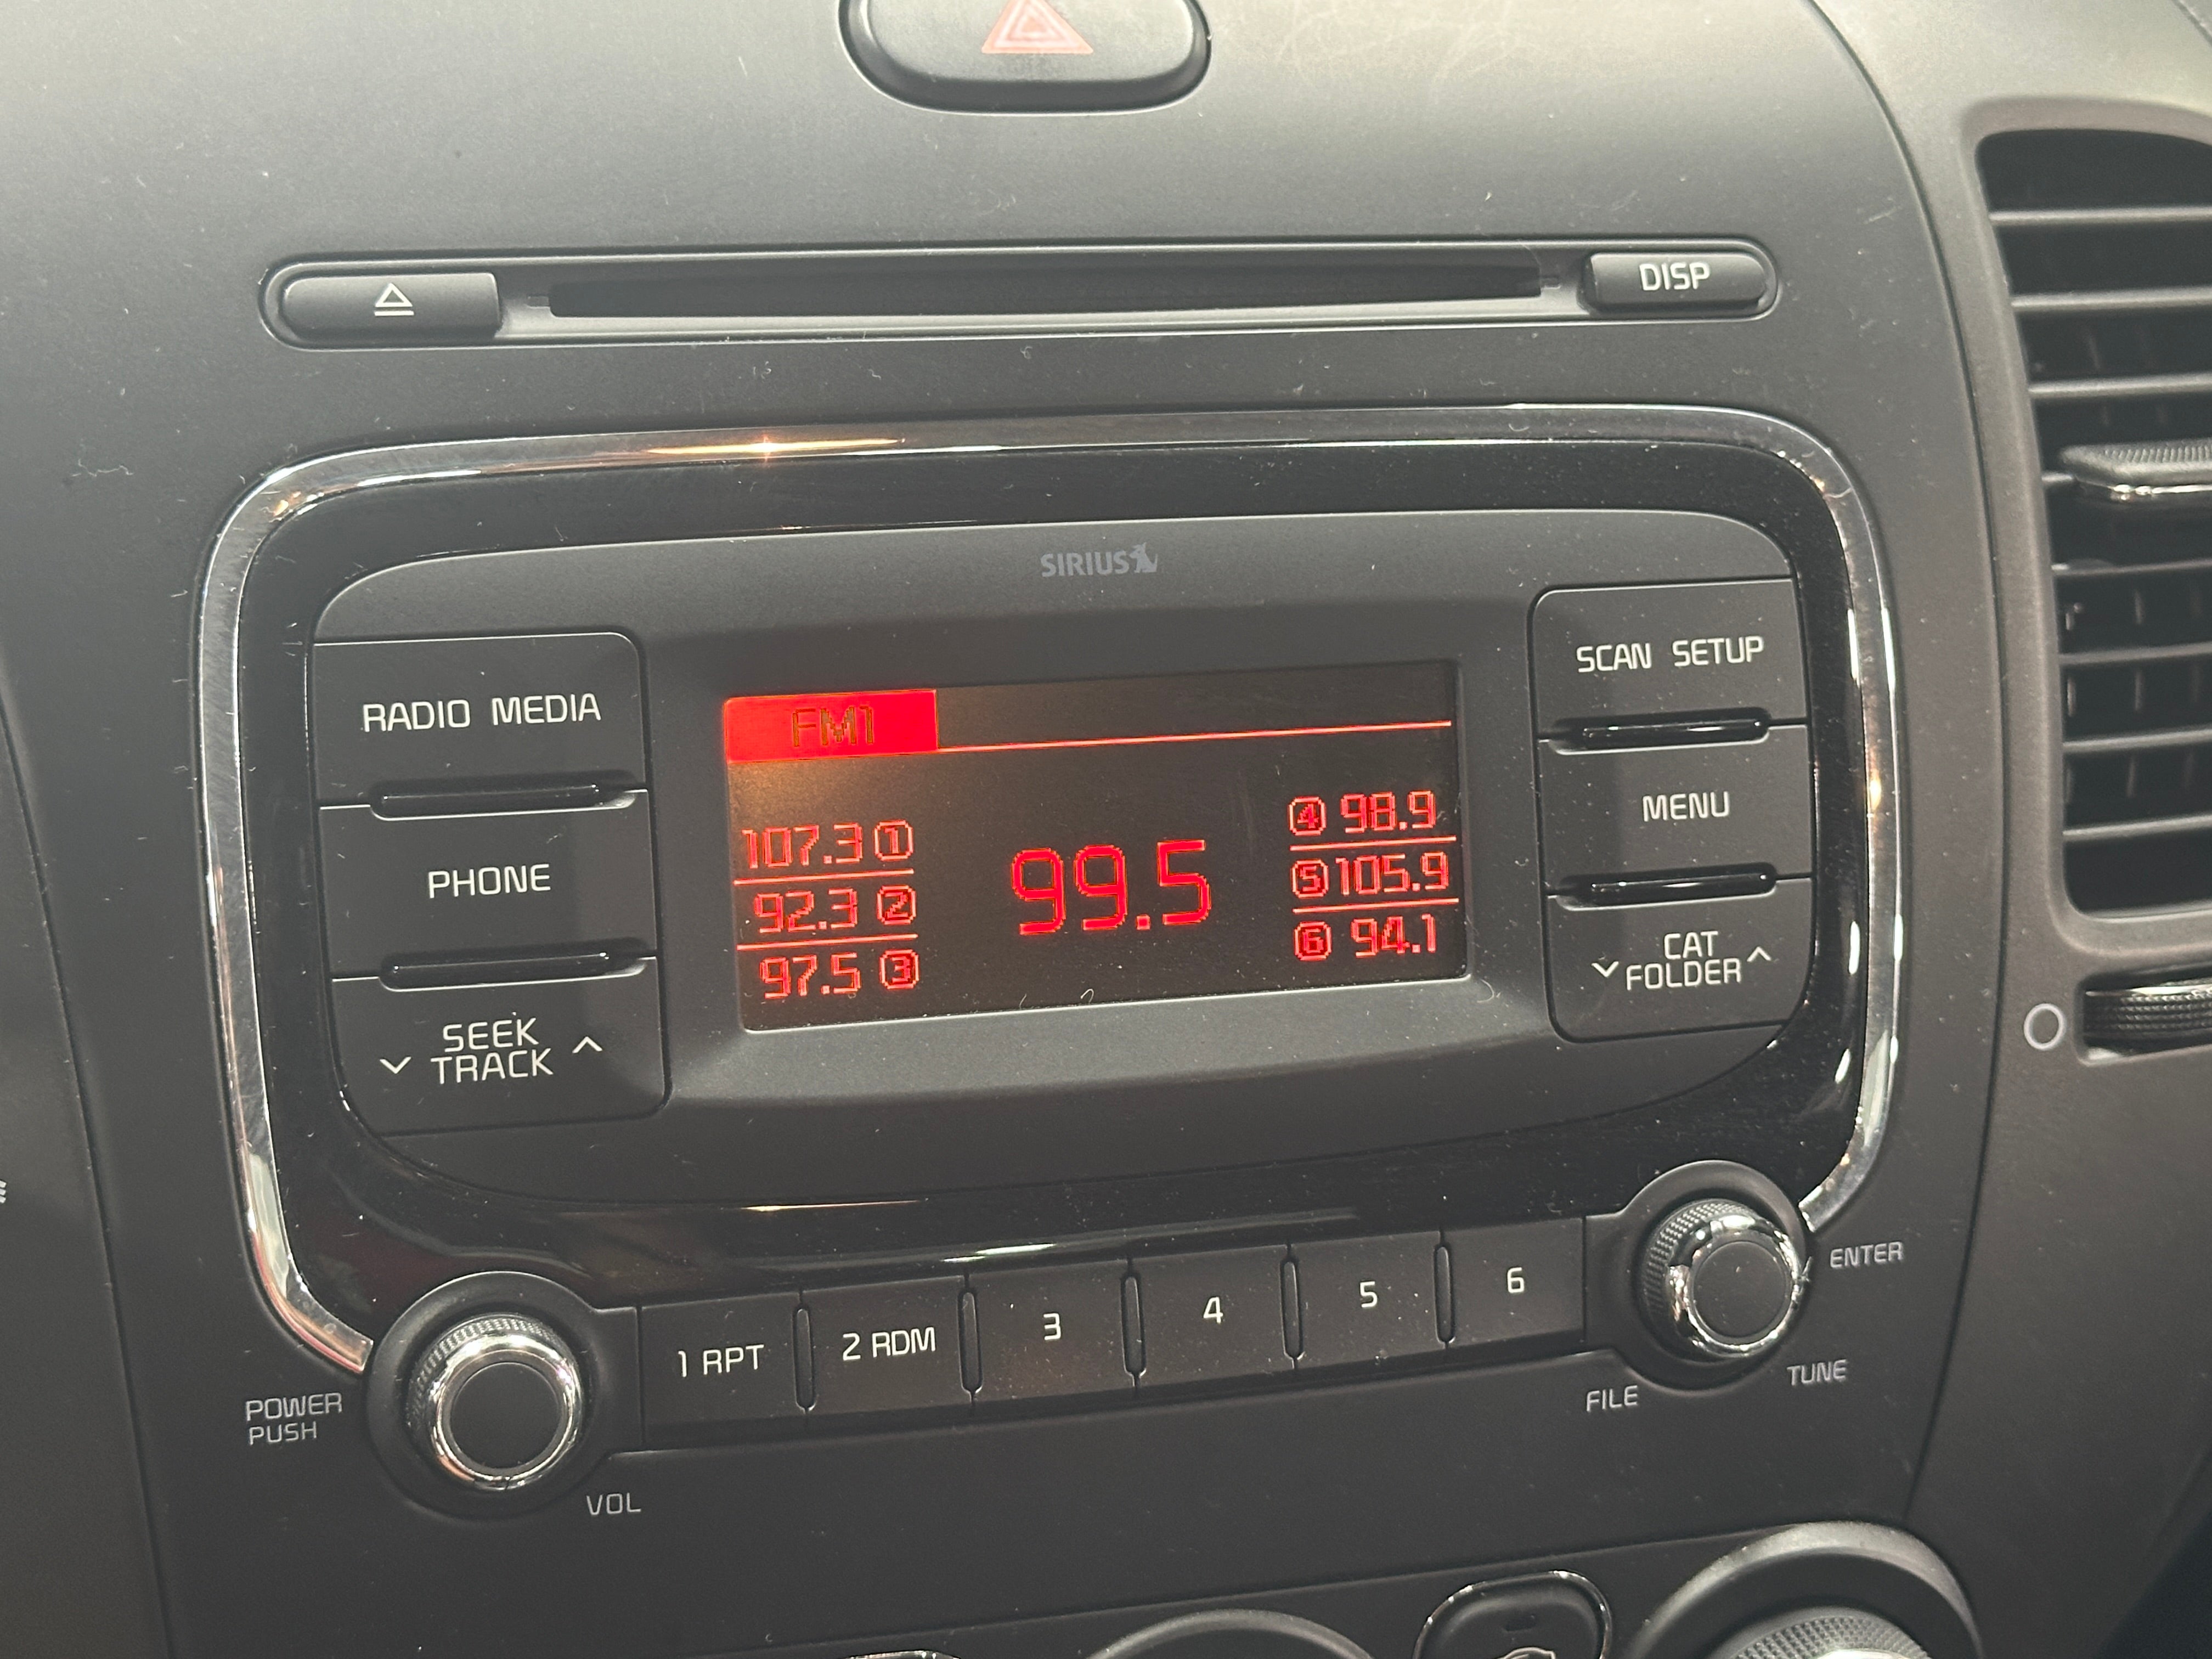 DISP
SIRIUS
RADIO MEDIA
PHONE
SEEK
TRACK
FM1
107.3 1
92.3 2
97.5 3
99.5
4 98.9
5 105.9
6 94.1
SCAN SETUP
MENU
CAT
FOLDER
POWER
PUSH
VOL
1 RPT
2 RDM
3
4
5
6
ENTER
TUNE
FILE